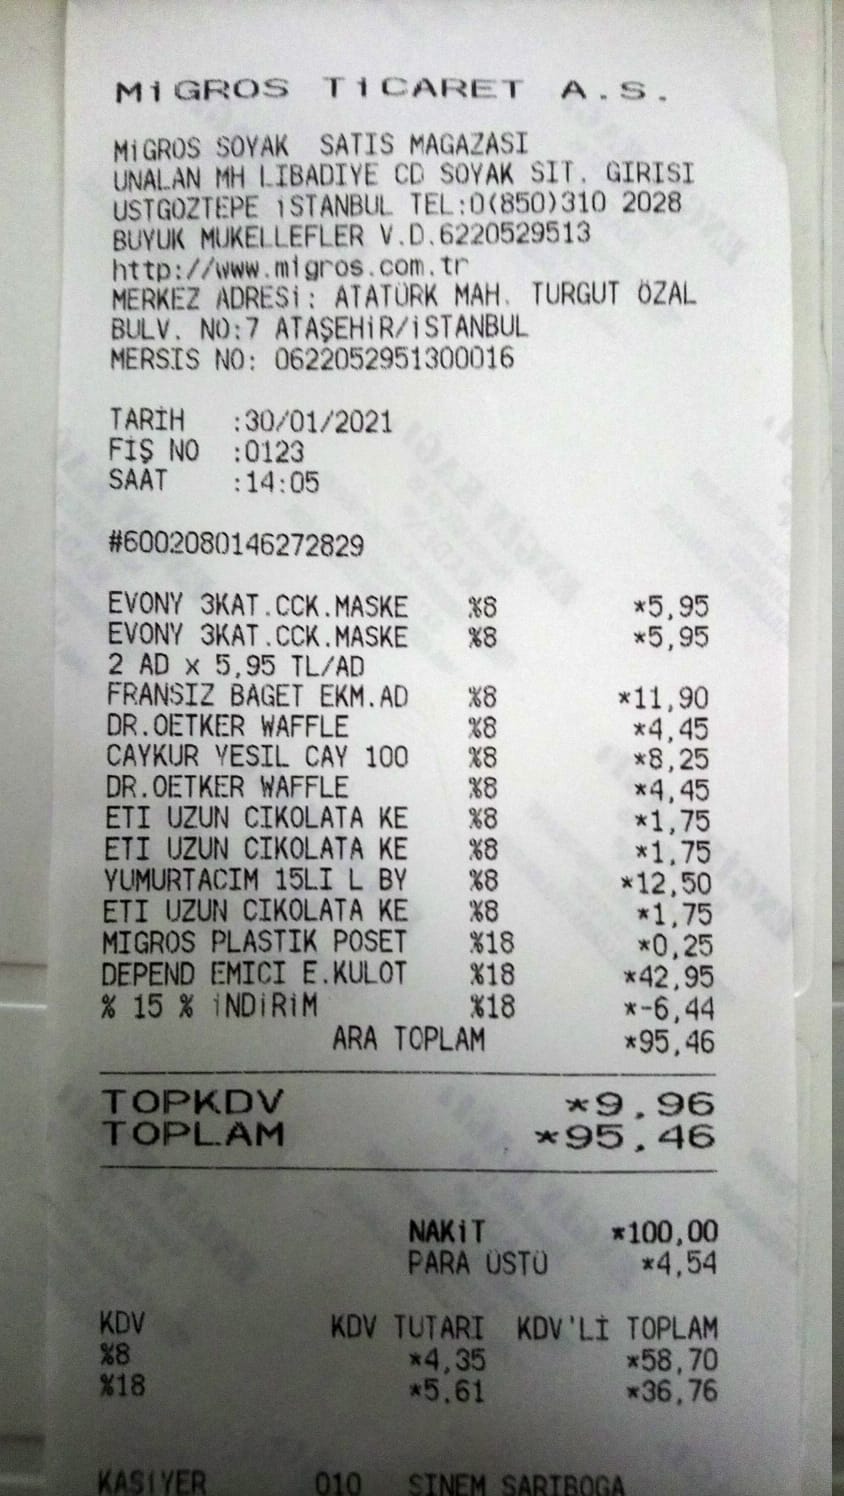 MiGROS TiCARET A.S.
MiGROS SOYAK SATIS MAGAZASI
UNALAN MH LIBADIYE CD SOYAK SIT. GIRISI
USTGOZTEPE iSTANBUL TEL:0(850)310 2028
BUYUK MUKELLEFLER V.D.6220529513
http://www.migros.com.tr
MERKEZ ADRESi: ATATÜRK MAH. TURGUT ÖZAL
BULV. NO:7 ATAŞEHiR/iSTANBUL
MERSIS NO: 0622052951300016
TARİH :30/01/2021
FİŞ NO :0123
SAAT :14:05
#6002080146272829
EVONY 3KAT.CCK.MASKE %8 *5,95
EVONY 3KAT.CCK.MASKE %8 *5,95
2 AD x 5,95 TL/AD
FRANSIZ BAGET EKM.AD %8 *11,90
DR.OETKER WAFFLE %8 *4,45
CAYKUR YESIL CAY 100 %8 *8,25
DR.OETKER WAFFLE %8 *4,45
ETI UZUN CIKOLATA KE %8 *1,75
ETI UZUN CIKOLATA KE %8 *1,75
YUMURTACIM 15LI L BY %8 *12,50
ETI UZUN CIKOLATA KE %8 *1,75
MIGROS PLASTIK POSET %18 *0,25
DEPEND EMICI E.KULOT %18 *42,95
% 15 % iNDiRiM %18 *-6,44
ARA TOPLAM *95,46
TOPKDV *9,96
TOPLAM *95,46
NAKiT *100,00
PARA ÜSTÜ *4,54
KDV KDV TUTARI KDV'Lİ TOPLAM
%8 *4,35 *58,70
%18 *5,61 *36,76
KASiYER 010 SINEM SARIBOGA